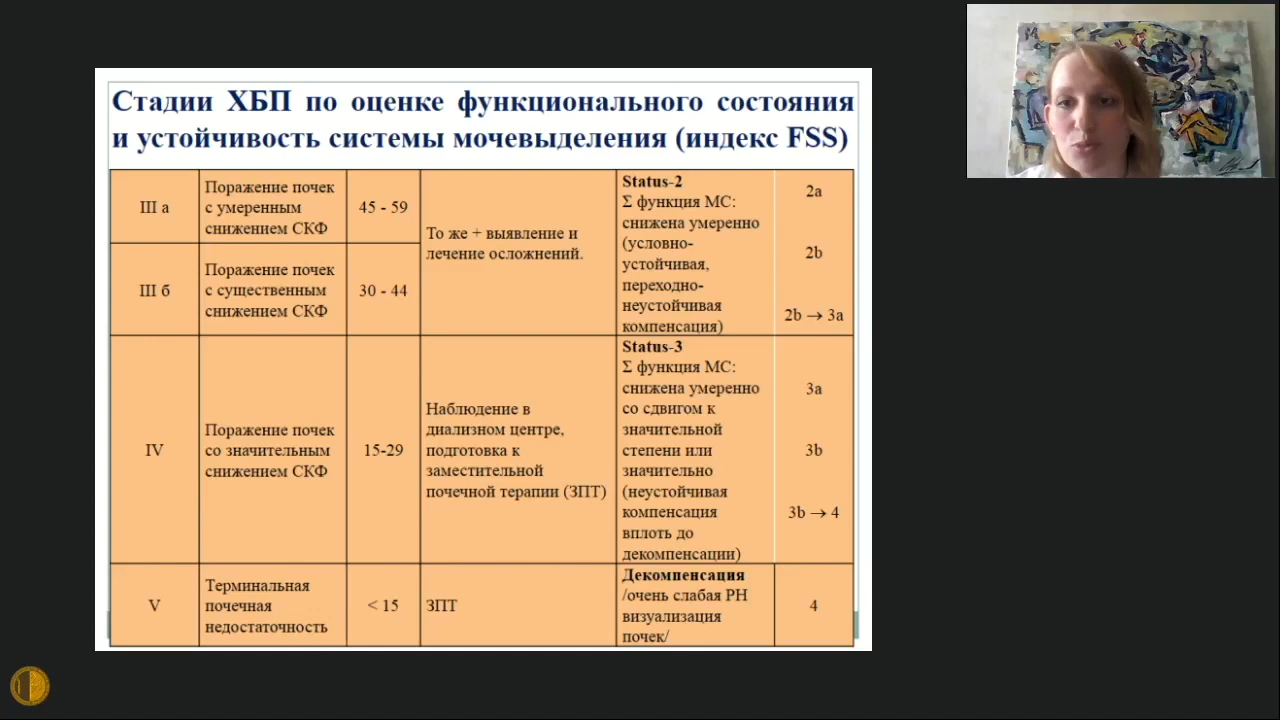 Стадии ХБП по оценке функционального состояния
и устойчивость системы мочевыделения (индекс FSS)
III а
Поражение почек
с умеренным
снижением СКФ
45 - 59
То же + выявление и
лечение осложнений.
Status-2
Σ функция МС:
снижена умеренно
(условно-
устойчивая,
переходно-
неустойчивая
компенсация)
2a
2b
2b → 3a
III б
Поражение почек
с существенным
снижением СКФ
30 - 44
IV
Поражение почек
со значительным
снижением СКФ
15-29
Наблюдение в
диализном центре,
подготовка к
заместительной
почечной терапии (ЗПТ)
Status-3
Σ функция МС:
снижена умеренно
со сдвигом к
значительной
степени или
значительно
(неустойчивая
компенсация
вплоть до
декомпенсации)
3a
3b
3b → 4
V
Терминальная
почечная
недостаточность
< 15
ЗПТ
Декомпенсация
/очень слабая РН
визуализация
почек/
4